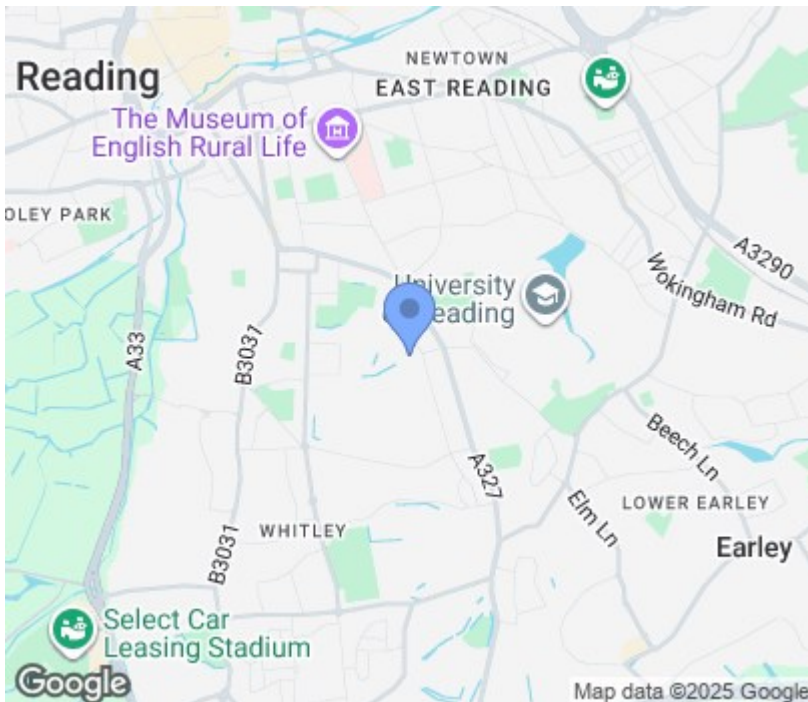 NEWTOWN
EAST READING
Reading
The Museum of
English Rural Life
OLEY PARK
A3290
Wokingham Rd
University
eading
A33
B3031
A327
Beech Ln
Elm Ln
LOWER EARLEY
Earley
WHITLEY
B3031
Select Car
Leasing Stadium
Google
Map data ©2025 Google